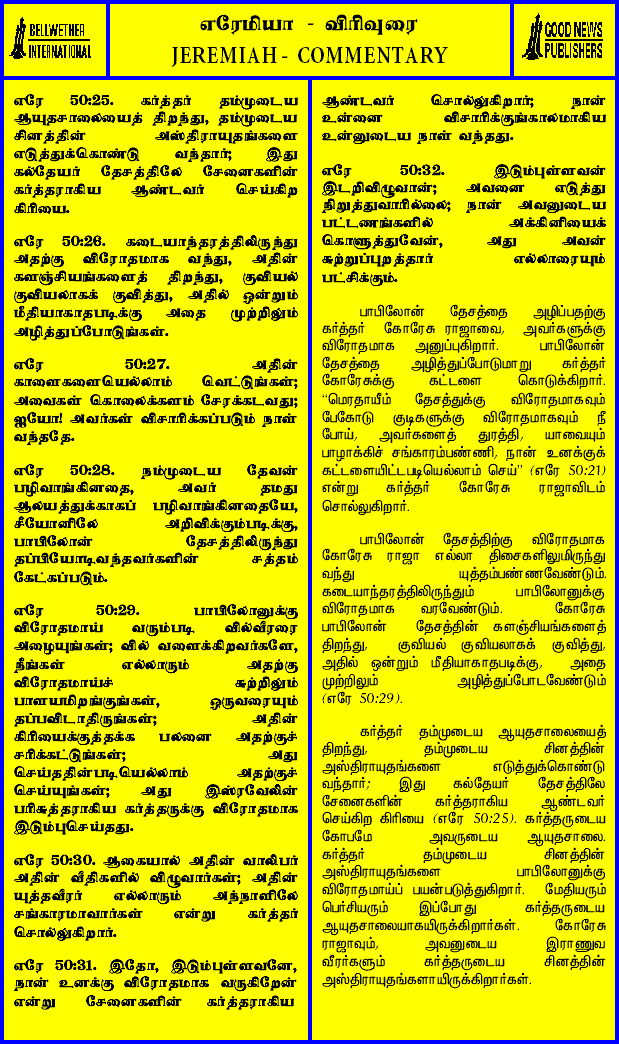 BELLWETHER
INTERNATIONAL
எரேமியா - விரிவுரை
JEREMIAH - COMMENTARY
GOOD NEWS
PUBLISHERS
எரே 50:25. கர்த்தர் தம்முடைய
ஆயுதசாலையைத் திறந்து, தம்முடைய
சினத்தின் அஸ்திராயுதங்களை
எடுத்துக்கொண்டு வந்தார்; இது
கல்தேயர் தேசத்திலே சேனைகளின்
கர்த்தராகிய ஆண்டவர் செய்கிற
கிரியை.
எரே 50:26. கடையாந்தரத்திலிருந்து
அதற்கு விரோதமாக வந்து, அதின்
களஞ்சியங்களைத் திறந்து, குவியல்
குவியலாகக் குவித்து, அதில் ஒன்றும்
மீதியாகாதபடிக்கு அதை முற்றிலும்
அழித்துப்போடுங்கள்.
எரே 50:27. அதின்
காளைகளையெல்லாம் வெட்டுங்கள்;
அவைகள் கொலைக்களம் சேரக்கடவது;
ஐயோ! அவர்கள் விசாரிக்கப்படும் நாள்
வந்ததே.
எரே 50:28. நம்முடைய தேவன்
பழிவாங்கினதை, அவர் தமது
ஆலயத்துக்காகப் பழிவாங்கினதையே,
சீயோனிலே அறிவிக்கும்படிக்கு,
பாபிலோன் தேசத்திலிருந்து
தப்பியோடிவந்தவர்களின் சத்தம்
கேட்கப்படும்.
எரே 50:29. பாபிலோனுக்கு
விரோதமாய் வரும்படி வில்வீரரை
அழையுங்கள்; வில் வளைக்கிறவர்களே,
நீங்கள் எல்லாரும் அதற்கு
விரோதமாய்ச் சுற்றிலும்
பாளயமிறங்குங்கள், ஒருவரையும்
தப்பவிடாதிருங்கள்; அதின்
கிரியைக்குத்தக்க பலனை அதற்குச்
சரிக்கட்டுங்கள்; அது
செய்ததின்படியெல்லாம் அதற்குச்
செய்யுங்கள்; அது இஸ்ரவேலின்
பரிசுத்தராகிய கர்த்தருக்கு விரோதமாக
இடும்புசெய்தது.
எரே 50:30. ஆகையால் அதின் வாலிபர்
அதின் வீதிகளில் விழுவார்கள்; அதின்
யுத்தவீரர் எல்லாரும் அந்நாளிலே
சங்காரமாவார்கள் என்று கர்த்தர்
சொல்லுகிறார்.
எரே 50:31. இதோ, இடும்புள்ளவனே,
நான் உனக்கு விரோதமாக வருகிறேன்
என்று சேனைகளின் கர்த்தராகிய
ஆண்டவர் சொல்லுகிறார்; நான்
உன்னை விசாரிக்குங்காலமாகிய
உன்னுடைய நாள் வந்தது.
எரே 50:32. இடும்புள்ளவன்
இடறிவிழுவான்; அவனை எடுத்து
நிறுத்துவாரில்லை; நான் அவனுடைய
பட்டணங்களில் அக்கினியைக்
கொளுத்துவேன், அது அவன்
சுற்றுப்புறத்தார் எல்லாரையும்
பட்சிக்கும்.
பாபிலோன் தேசத்தை அழிப்பதற்கு
கர்த்தர் கோரேசு ராஜாவை, அவர்களுக்கு
விரோதமாக அனுப்புகிறார். பாபிலோன்
தேசத்தை அழித்துப்போடுமாறு கர்த்தர்
கோரேசுக்கு கட்டளை கொடுக்கிறார்.
“மெரதாயீம் தேசத்துக்கு விரோதமாகவும்
பேகோடு குடிகளுக்கு விரோதமாகவும் நீ
போய், அவர்களைத் துரத்தி, யாவையும்
பாழாக்கிச் சங்காரம்பண்ணி, நான் உனக்குக்
கட்டளையிட்டபடியெல்லாம் செய்” (எரே 50:21)
என்று கர்த்தர் கோரேசு ராஜாவிடம்
சொல்லுகிறார்.
பாபிலோன் தேசத்திற்கு விரோதமாக
கோரேசு ராஜா எல்லா திசைகளிலுமிருந்து
வந்து யுத்தம்பண்ணவேண்டும்.
கடையாந்தரத்திலிருந்தும் பாபிலோனுக்கு
விரோதமாக வரவேண்டும். கோரேசு
பாபிலோன் தேசத்தின் களஞ்சியங்களைத்
திறந்து, குவியல் குவியலாகக் குவித்து,
அதில் ஒன்றும் மீதியாகாதபடிக்கு, அதை
முற்றிலும் அழித்துப்போடவேண்டும்
(எரே 50:29).
கர்த்தர் தம்முடைய ஆயுதசாலையைத்
திறந்து, தம்முடைய சினத்தின்
அஸ்திராயுதங்களை எடுத்துக்கொண்டு
வந்தார்; இது கல்தேயர் தேசத்திலே
சேனைகளின் கர்த்தராகிய ஆண்டவர்
செய்கிற கிரியை (எரே 50:25). கர்த்தருடைய
கோபமே அவருடைய ஆயுதசாலை.
கர்த்தர் தம்முடைய சினத்தின்
அஸ்திராயுதங்களை பாபிலோனுக்கு
விரோதமாய்ப் பயன்படுத்துகிறார். மேதியரும்
பெர்சியரும் இப்போது கர்த்தருடைய
ஆயுதசாலையாகயிருக்கிறார்கள். கோரேசு
ராஜாவும், அவனுடைய இராணுவ
வீரர்களும் கர்த்தருடைய சினத்தின்
அஸ்திராயுதங்களாயிருக்கிறார்கள்.